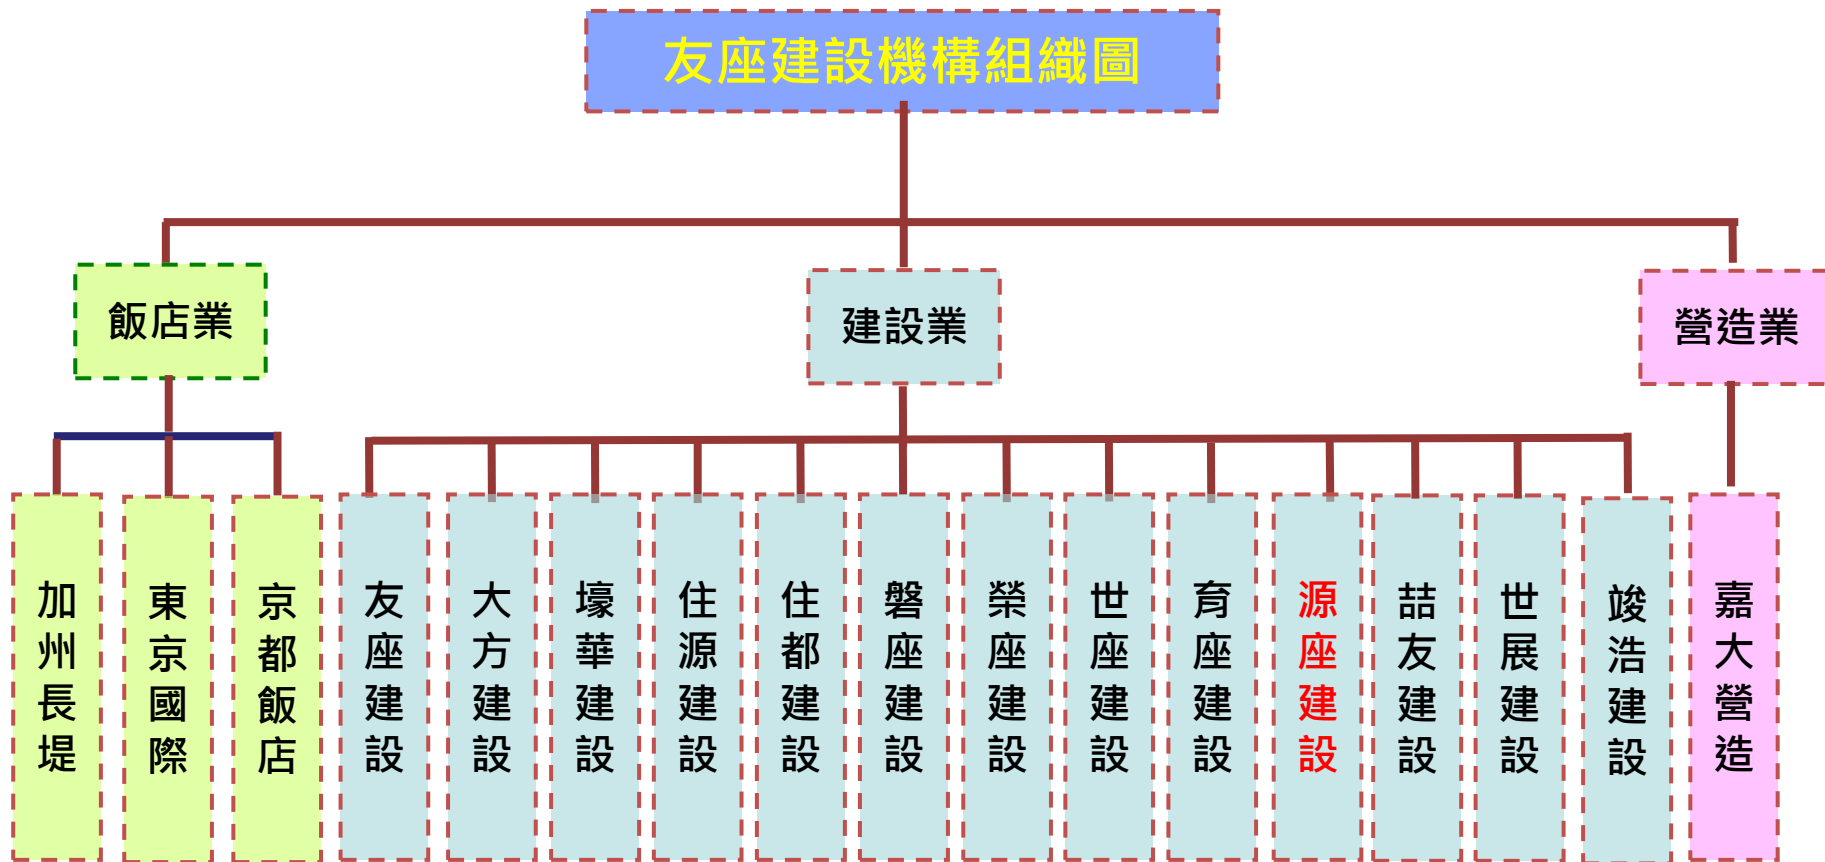 友座建設機構組織圖
飯店業
建設業
營造業
加州長堤
東京國際
京都飯店
友座建設
大方建設
壕華建設
住源建設
住都建設
磐座建設
榮座建設
世座建設
育座建設
源座建設
喆友建設
世展建設
竣浩建設
嘉大營造